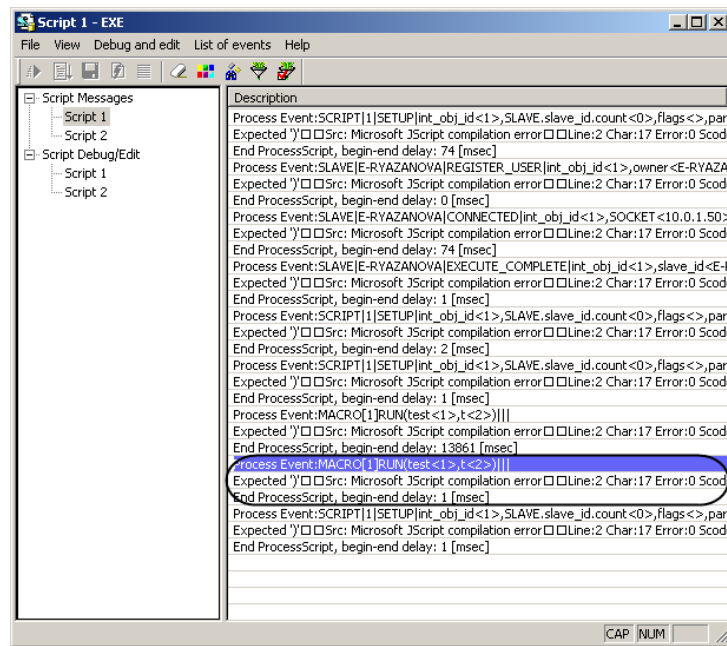 Script 1 - EXE
File View Debug and edit List of events Help
Script Messages
Script 1
Script 2
Script Debug/Edit
Script 1
Script 2
Description
Process Event:SCRIPT|1|SETUP|int_obj_id<1>,SLAVE.slave_id.count<0>,flags<>,par
Expected ')'□□Src: Microsoft JScript compilation error□□Line:2 Char:17 Error:0 Scod
End ProcessScript, begin-end delay: 74 [msec]
Process Event:SLAVE|E-RYAZANOVA|REGISTER_USER|int_obj_id<1>,owner<E-RYAZA
Expected ')'□□Src: Microsoft JScript compilation error□□Line:2 Char:17 Error:0 Scod
End ProcessScript, begin-end delay: 0 [msec]
Process Event:SLAVE|E-RYAZANOVA|CONNECTED|int_obj_id<1>,SOCKET<10.0.1.50>
Expected ')'□□Src: Microsoft JScript compilation error□□Line:2 Char:17 Error:0 Scod
End ProcessScript, begin-end delay: 74 [msec]
Process Event:SLAVE|E-RYAZANOVA|EXECUTE_COMPLETE|int_obj_id<1>,slave_id<E-
Expected ')'□□Src: Microsoft JScript compilation error□□Line:2 Char:17 Error:0 Scod
End ProcessScript, begin-end delay: 1 [msec]
Process Event:SCRIPT|1|SETUP|int_obj_id<1>,SLAVE.slave_id.count<0>,flags<>,par
Expected ')'□□Src: Microsoft JScript compilation error□□Line:2 Char:17 Error:0 Scod
End ProcessScript, begin-end delay: 2 [msec]
Process Event:SCRIPT|1|SETUP|int_obj_id<1>,SLAVE.slave_id.count<0>,flags<>,par
Expected ')'□□Src: Microsoft JScript compilation error□□Line:2 Char:17 Error:0 Scod
End ProcessScript, begin-end delay: 1 [msec]
Process Event:MACRO[1]RUN(test<1>,t<2>)|||
Expected ')'□□Src: Microsoft JScript compilation error□□Line:2 Char:17 Error:0 Scod
End ProcessScript, begin-end delay: 13861 [msec]
Process Event:MACRO[1]RUN(test<1>,t<2>)|||
Expected ')'□□Src: Microsoft JScript compilation error□□Line:2 Char:17 Error:0 Scod
End ProcessScript, begin-end delay: 1 [msec]
Process Event:SCRIPT|1|SETUP|int_obj_id<1>,SLAVE.slave_id.count<0>,flags<>,par
Expected ')'□□Src: Microsoft JScript compilation error□□Line:2 Char:17 Error:0 Scod
End ProcessScript, begin-end delay: 1 [msec]
CAP NUM